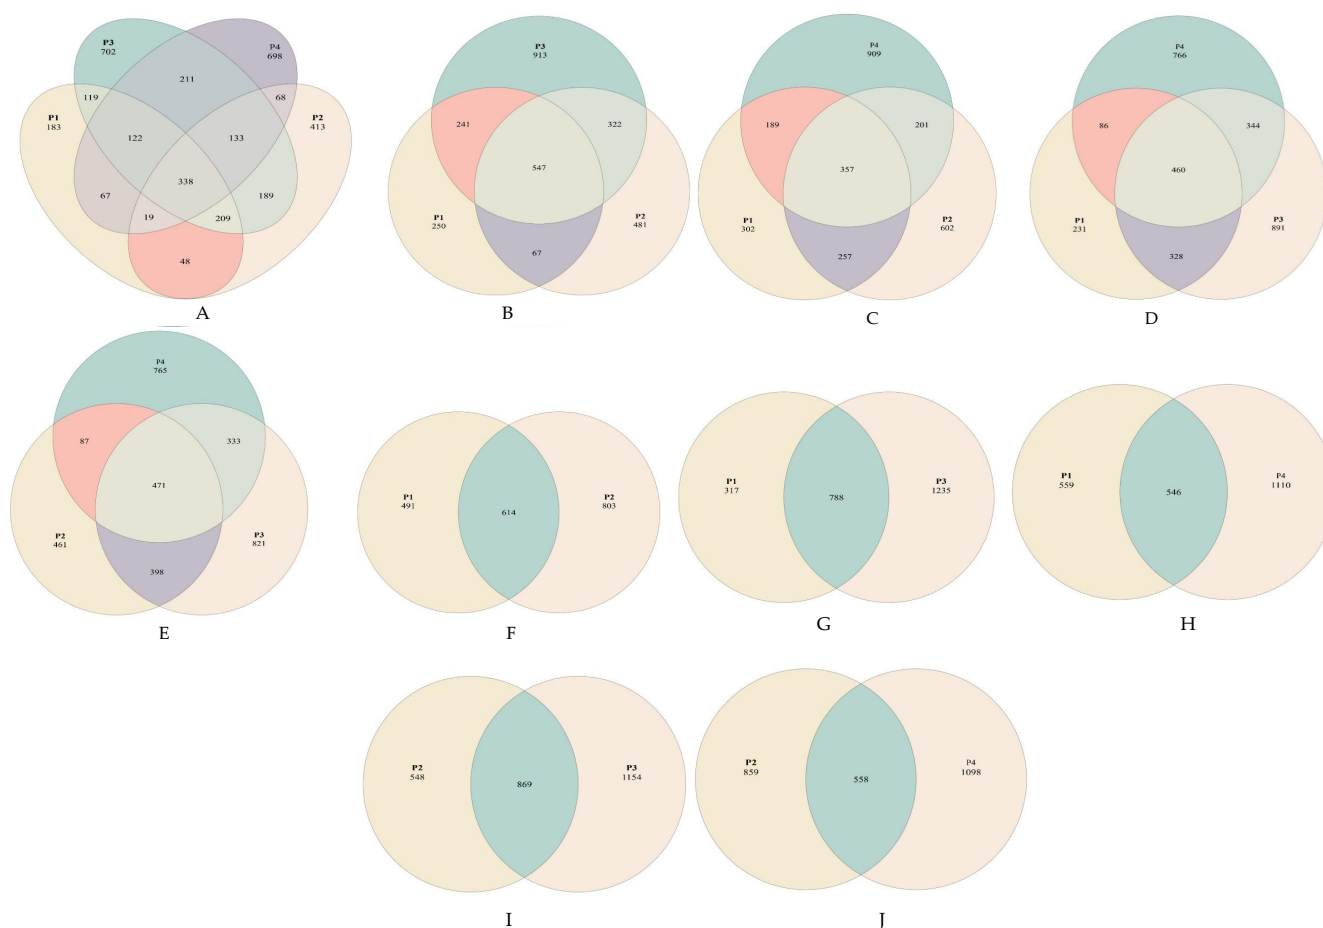 P3
702
P4
698
211
119
68
P1
183
P2
413
122
133
338
67
189
19
209
48
A
P3
913
241
322
547
P1
250
P2
481
67
B
P4
909
189
201
357
P1
302
P2
602
257
C
P4
766
86
344
460
P1
231
P3
891
328
D
P4
765
87
333
471
P2
461
P3
821
398
E
P1
491
614
P2
803
F
P1
317
788
P3
1235
G
P1
559
546
P4
1110
H
P2
548
869
P3
1154
I
P2
859
558
P4
1098
J